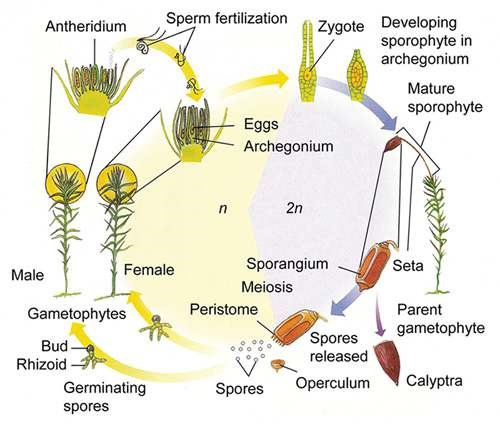 Antheridium
Sperm fertilization
Zygote
Developing
sporophyte in
archegonium
Mature
sporophyte
Eggs
Archegonium
n
2n
Male
Female
Gametophytes
Sporangium
Meiosis
Seta
Peristome
Spores
released
Parent
gametophyte
Bud
Rhizoid
Germinating
spores
Spores
Operculum
Calyptra